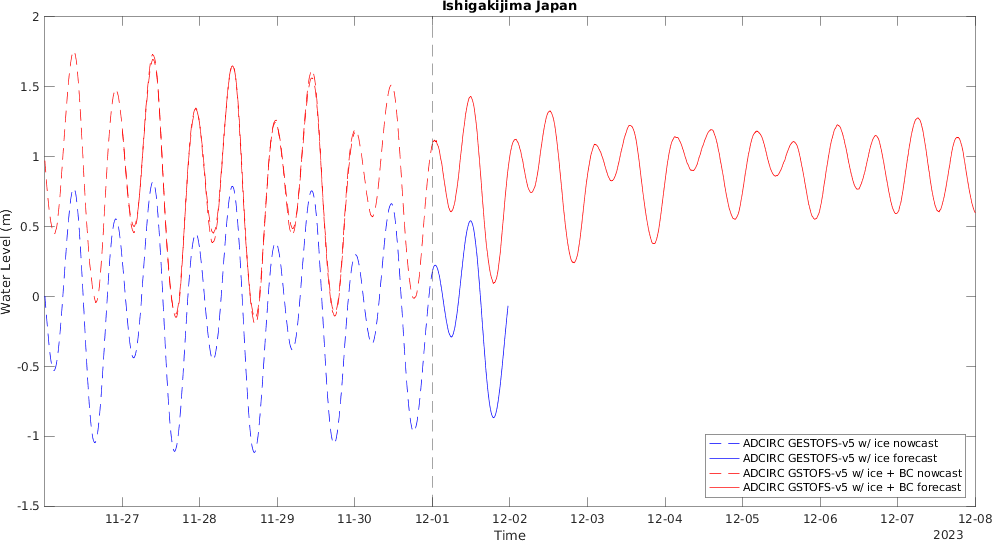 Ishigakijima Japan
2
1.5
1
0.5
0
-0.5
-1
-1.5
Water Level (m)
ADCIRC GESTOFS-v5 w/ ice nowcast
ADCIRC GESTOFS-v5 w/ ice forecast
ADCIRC GSTOFS-v5 w/ ice + BC nowcast
ADCIRC GSTOFS-v5 w/ ice + BC forecast
11-27 11-28 11-29 11-30 12-01 12-02 12-03 12-04 12-05 12-06 12-07 12-08
Time
2023